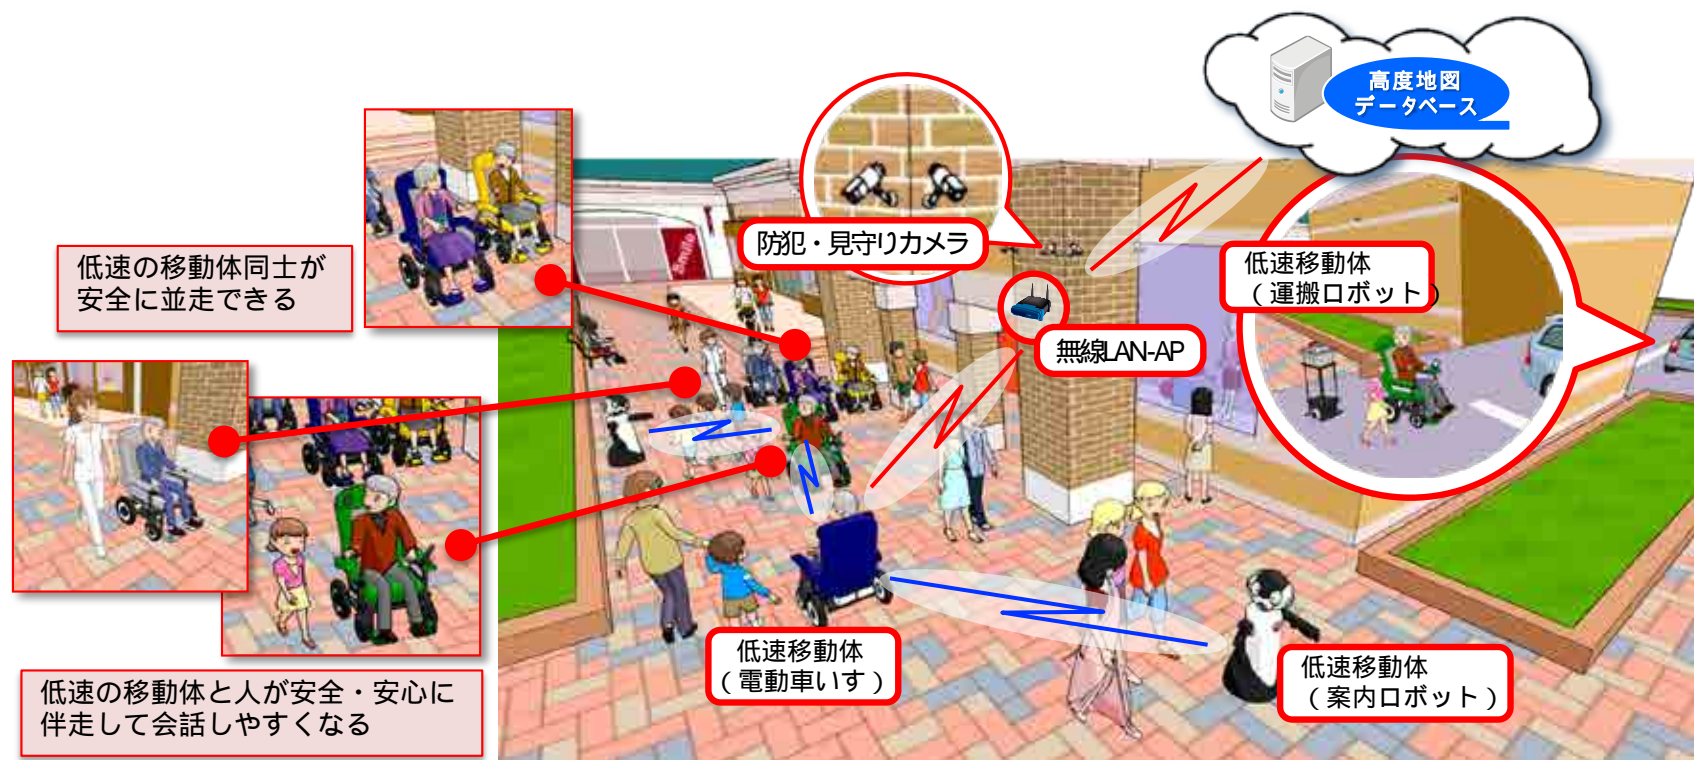 高度地図
データベース
防犯・見守りカメラ
低速移動体
（運搬ロボット）
低速の移動体同士が
安全に並走できる
無線LAN-AP
Smile
低速移動体
（電動車いす）
低速移動体
（案内ロボット）
低速の移動体と人が安全・安心に
伴走して会話しやすくなる